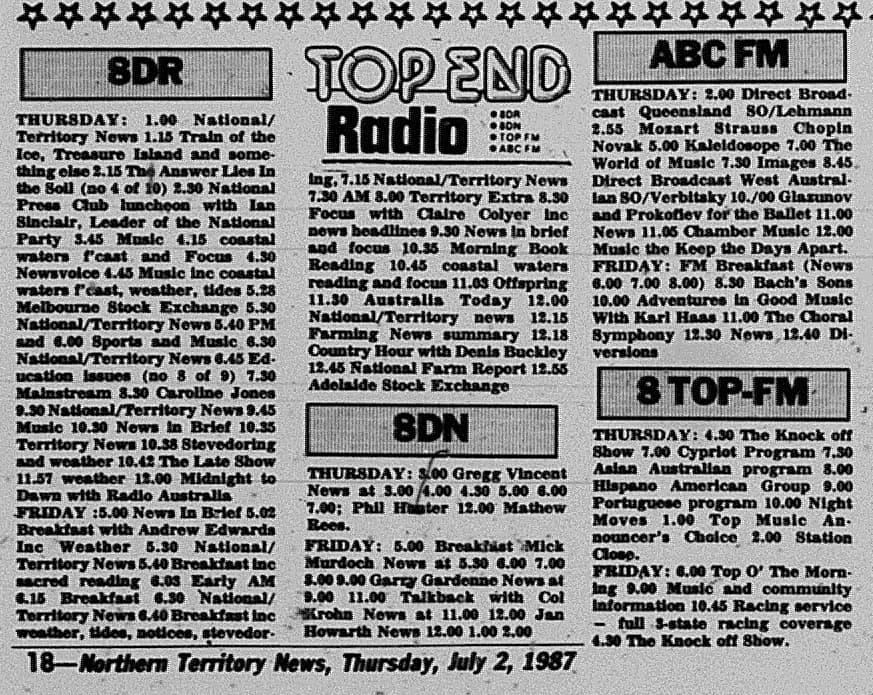 8DR
THURSDAY: 1.00 National/
Territory News 1.15 Train of the
Ice, Treasure Island and some-
thing else 2.15 The Answer Lies In
the Soil (no 4 of 10) 2.30 National
Press Club luncheon with Ian
Sinclair, Leader of the National
Party 3.45 Music 4.15 coastal
waters f'cast and Focus 4.30
Newsvoice 4.45 Music inc coastal
waters f'cast, weather, tides 5.28
Melbourne Stock Exchange 5.30
National/Territory News 5.40 PM
and 6.00 Sports and Music 6.30
National/Territory News 6.45 Ed-
ucation Issues (no 8 of 9) 7.30
Mainstream 8.30 Caroline Jones
9.30 National/Territory News 9.45
Music 10.30 News in Brief 10.35
Territory News 10.38 Stevedoring
and weather 10.42 The Late Show
11.57 weather 12.00 Midnight to
Dawn with Radio Australia
FRIDAY :5.00 News In Brief 5.02
Breakfast with Andrew Edwards
Inc Weather 5.30 National/
Territory News 5.40 Breakfast inc
sacred reading 6.03 Early AM
6.15 Breakfast 6.30 National/
Territory News 6.40 Breakfast inc
weather, tides, notices, stevedor-
TOP END
Radio
• 8DR
• 8DN
• TOP FM
• ABC FM
ing, 7.15 National/Territory News
7.30 AM 8.00 Territory Extra 8.30
Focus with Claire Colyer inc
news headlines 9.30 News in brief
and focus 10.35 Morning Book
Reading 10.45 coastal waters
reading and focus 11.03 Offspring
11.30 Australia Today 12.00
National/Territory news 12.15
Farming News summary 12.18
Country Hour with Denis Buckley
12.45 National Farm Report 12.55
Adelaide Stock Exchange
8DN
THURSDAY: 3.00 Gregg Vincent
News at 3.00 4.00 4.30 5.00 6.00
7.00; Phil Hunter 12.00 Mathew
Rees.
FRIDAY: 5.00 Breakfast Mick
Murdoch News at 5.30 6.00 7.00
8.00 9.00 Garry Gardenne News at
9.00 11.00 Talkback with Col
Krohn News at 11.00 12.00 Jan
Howarth News 12.00 1.00 2.00
ABC FM
THURSDAY: 2.00 Direct Broad-
cast Queensland SO/Lehmann
2.55 Mozart Strauss Chopin
Novak 5.00 Kaleidosope 7.00 The
World of Music 7.30 Images 8.45
Direct Broadcast West Austral-
ian SO/Verbitaky 10./00 Glazunov
and Prokofiev for the Ballet 11.00
News 11.05 Chamber Music 12.00
Music the Keep the Days Apart.
FRIDAY: FM Breakfast (News
6.00 7.00 8.00) 8.30 Bach's Sons
10.00 Adventures in Good Music
With Karl Haas 11.00 The Choral
Symphony 12.30 News 12.40 Di-
versions
8 TOP-FM
THURSDAY: 4.30 The Knock off
Show 7.00 Cypriot Program 7.30
Asian Australian program 8.00
Hispano American Group 9.00
Portuguese program 10.00 Night
Moves 1.00 Top Music An-
nouncer's Choice 2.00 Station
Close.
FRIDAY: 6.00 Top O' The Morn-
ing 9.00 Music and community
information 10.45 Racing service
— full 3-state racing coverage
4.30 The Knock off Show.
18—Northern Territory News, Thursday, July 2, 1987